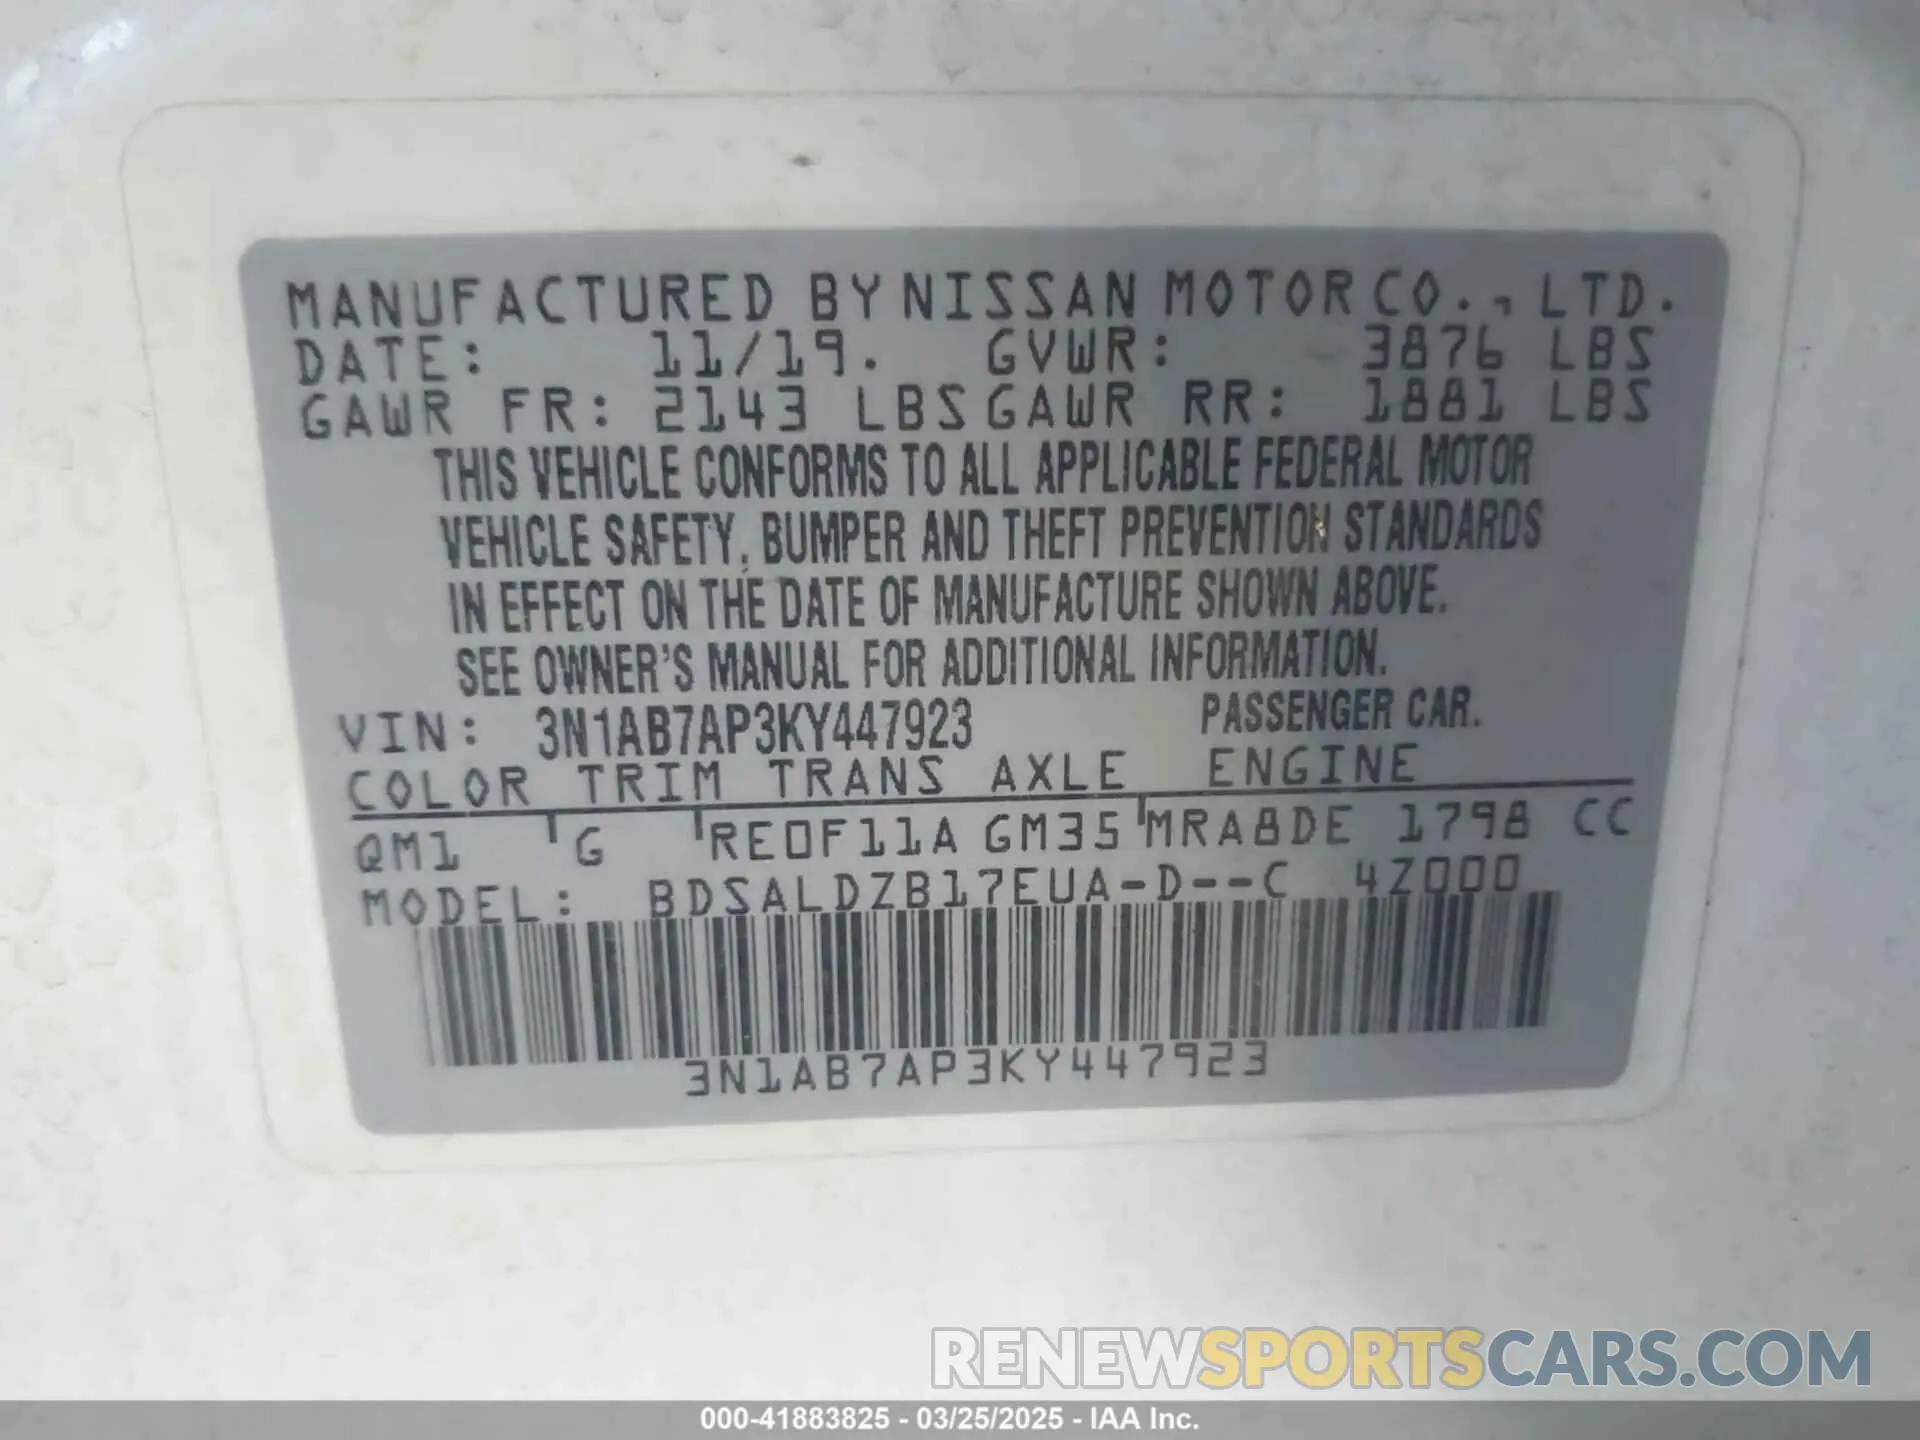 MANUFACTURED BY NISSAN MOTOR CO., LTD.
DATE: 11/19. GVWR: 3876 LBS
GAWR FR: 2143 LBS GAWR RR: 1881 LBS
THIS VEHICLE CONFORMS TO ALL APPLICABLE FEDERAL MOTOR
VEHICLE SAFETY, BUMPER AND THEFT PREVENTION STANDARDS
IN EFFECT ON THE DATE OF MANUFACTURE SHOWN ABOVE.
SEE OWNER'S MANUAL FOR ADDITIONAL INFORMATION.
VIN: 3N1AB7AP3KY447923 PASSENGER CAR.
COLOR TRIM TRANS AXLE ENGINE
QM1 G RE0F11A GM35 MRA8DE 1798 CC
MODEL: BDSALDZB17EUA-D--C 4Z000
3N1AB7AP3KY447923
RENEWSPORTSCARS.COM
000-41883825 - 03/25/2025 - IAA Inc.